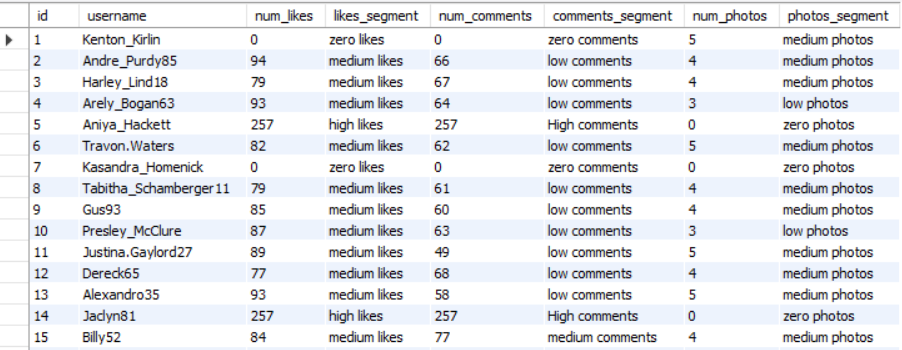 id username num_likes likes_segment num_comments comments_segment num_photos photos_segment
1 Kenton_Kirlin 0 zero likes 0 zero comments 5 medium photos
2 Andre_Purdy85 94 medium likes 66 low comments 4 medium photos
3 Harley_Lind18 79 medium likes 67 low comments 4 medium photos
4 Arely_Bogan63 93 medium likes 64 low comments 3 low photos
5 Aniya_Hackett 257 high likes 257 High comments 0 zero photos
6 Travon.Waters 82 medium likes 62 low comments 5 medium photos
7 Kasandra_Homenick 0 zero likes 0 zero comments 0 zero photos
8 Tabitha_Schamberger11 79 medium likes 61 low comments 4 medium photos
9 Gus93 85 medium likes 60 low comments 4 medium photos
10 Presley_McClure 87 medium likes 63 low comments 3 low photos
11 Justina.Gaylord27 89 medium likes 49 low comments 5 medium photos
12 Dereck65 77 medium likes 68 low comments 4 medium photos
13 Alexandro35 93 medium likes 58 low comments 5 medium photos
14 Jaclyn81 257 high likes 257 High comments 0 zero photos
15 Billy52 84 medium likes 77 medium comments 4 medium photos